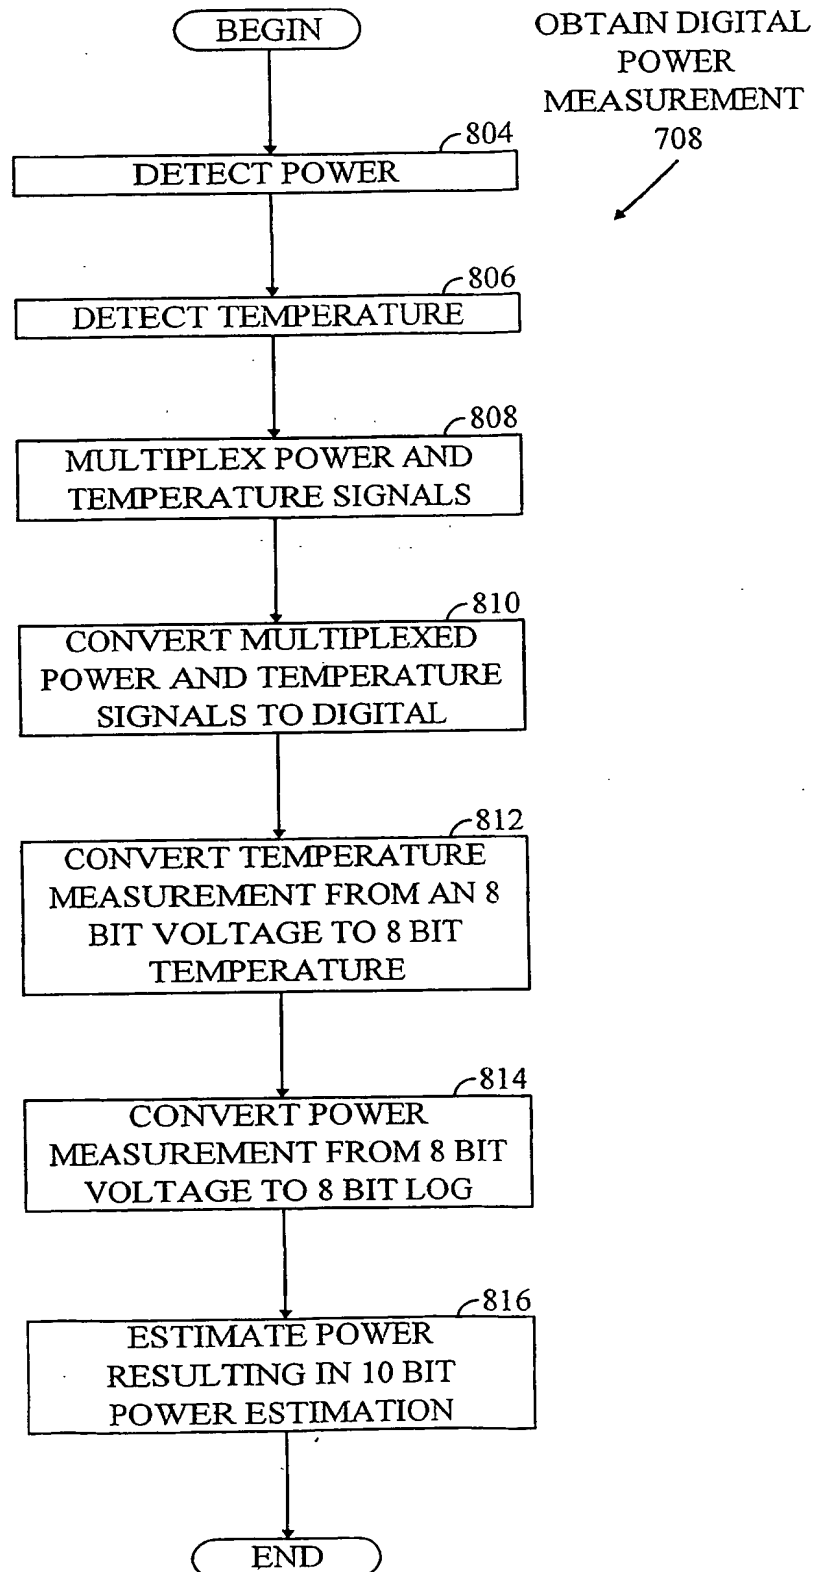 BEGIN
OBTAIN DIGITAL
POWER
MEASUREMENT
708
804
DETECT POWER
806
DETECT TEMPERATURE
808
MULTIPLEX POWER AND
TEMPERATURE SIGNALS
810
CONVERT MULTIPLEXED
POWER AND TEMPERATURE
SIGNALS TO DIGITAL
812
CONVERT TEMPERATURE
MEASUREMENT FROM AN 8
BIT VOLTAGE TO 8 BIT
TEMPERATURE
814
CONVERT POWER
MEASUREMENT FROM 8 BIT
VOLTAGE TO 8 BIT LOG
816
ESTIMATE POWER
RESULTING IN 10 BIT
POWER ESTIMATION
END